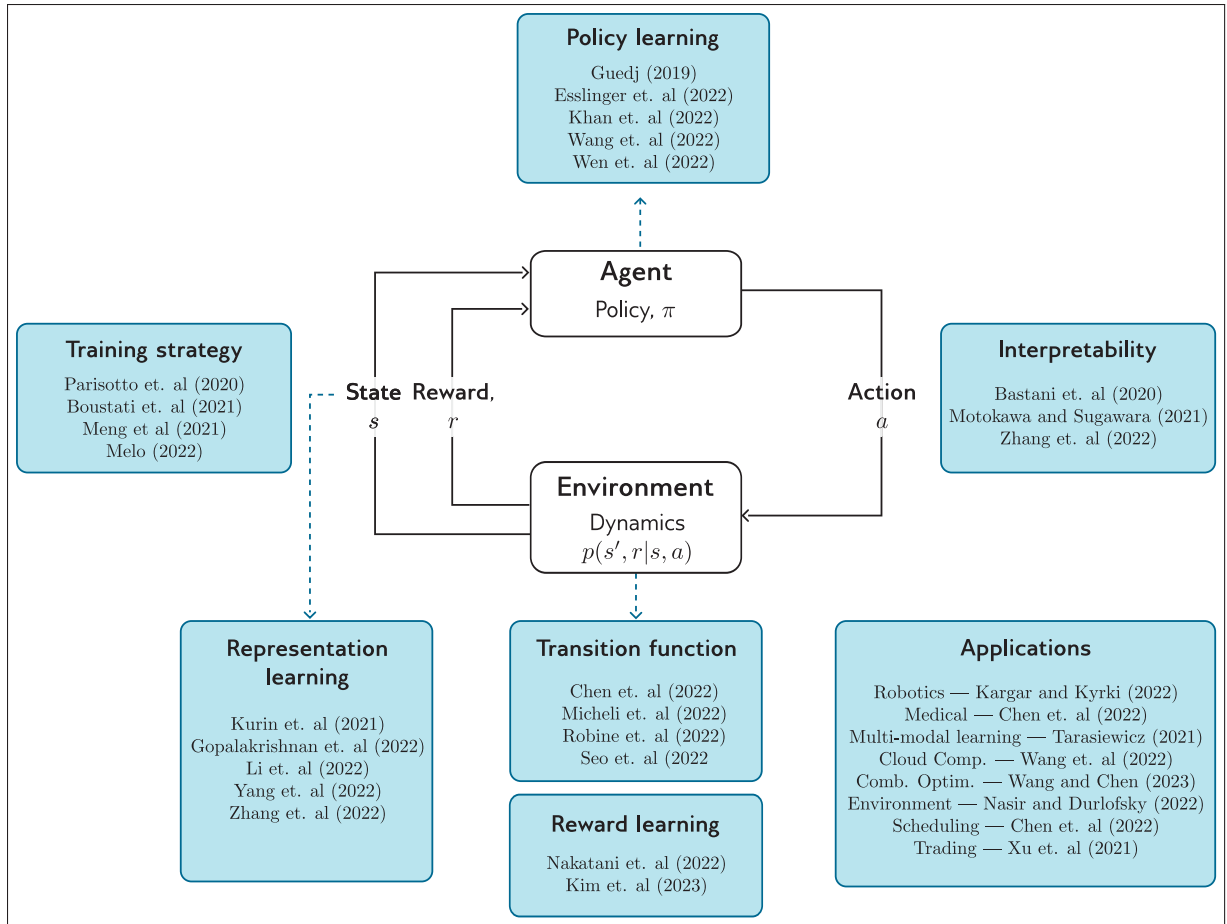 Policy learning
Guedj (2019)
Esslinger et. al (2022)
Khan et. al (2022)
Wang et. al (2022)
Wen et. al (2022)
Agent
Policy, π
Training strategy
Parisotto et. al (2020)
Boustati et. al (2021)
Meng et al (2021)
Melo (2022)
State
s
Reward,
r
Action
a
Interpretability
Bastani et. al (2020)
Motokawa and Sugawara (2021)
Zhang et. al (2022)
Environment
Dynamics
p(s′, r|s, a)
Representation
learning
Kurin et. al (2021)
Gopalakrishnan et. al (2022)
Li et. al (2022)
Yang et. al (2022)
Zhang et. al (2022)
Transition function
Chen et. al (2022)
Micheli et. al (2022)
Robine et. al (2022)
Seo et. al (2022
Reward learning
Nakatani et. al (2022)
Kim et. al (2023)
Applications
Robotics — Kargar and Kyrki (2022)
Medical — Chen et. al (2022)
Multi-modal learning — Tarasiewicz (2021)
Cloud Comp. — Wang et. al (2022)
Comb. Optim. — Wang and Chen (2023)
Environment — Nasir and Durlofsky (2022)
Scheduling — Chen et. al (2022)
Trading — Xu et. al (2021)